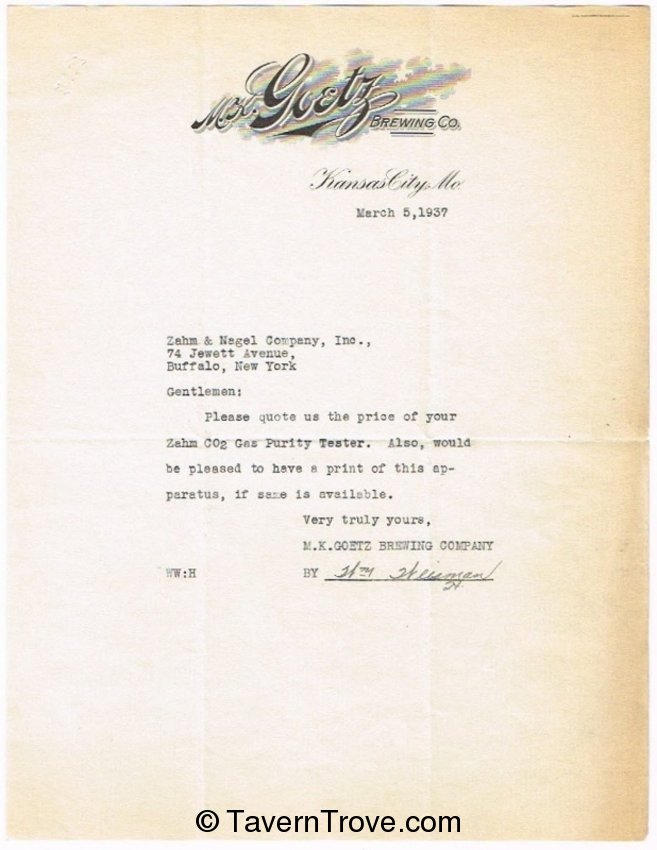 M.K. Goetz
BREWING CO.
Kansas City, Mo.
March 5,1937
Zahm & Nagel Company, Inc.,
74 Jewett Avenue,
Buffalo, New York
Gentlemen:
Please quote us the price of your
Zahm CO2 Gas Purity Tester. Also, would
be pleased to have a print of this ap-
paratus, if same is available.
Very truly yours,
M.K.GOETZ BREWING COMPANY
WW:H
BY Wm Weisman
H.
© TavernTrove.com